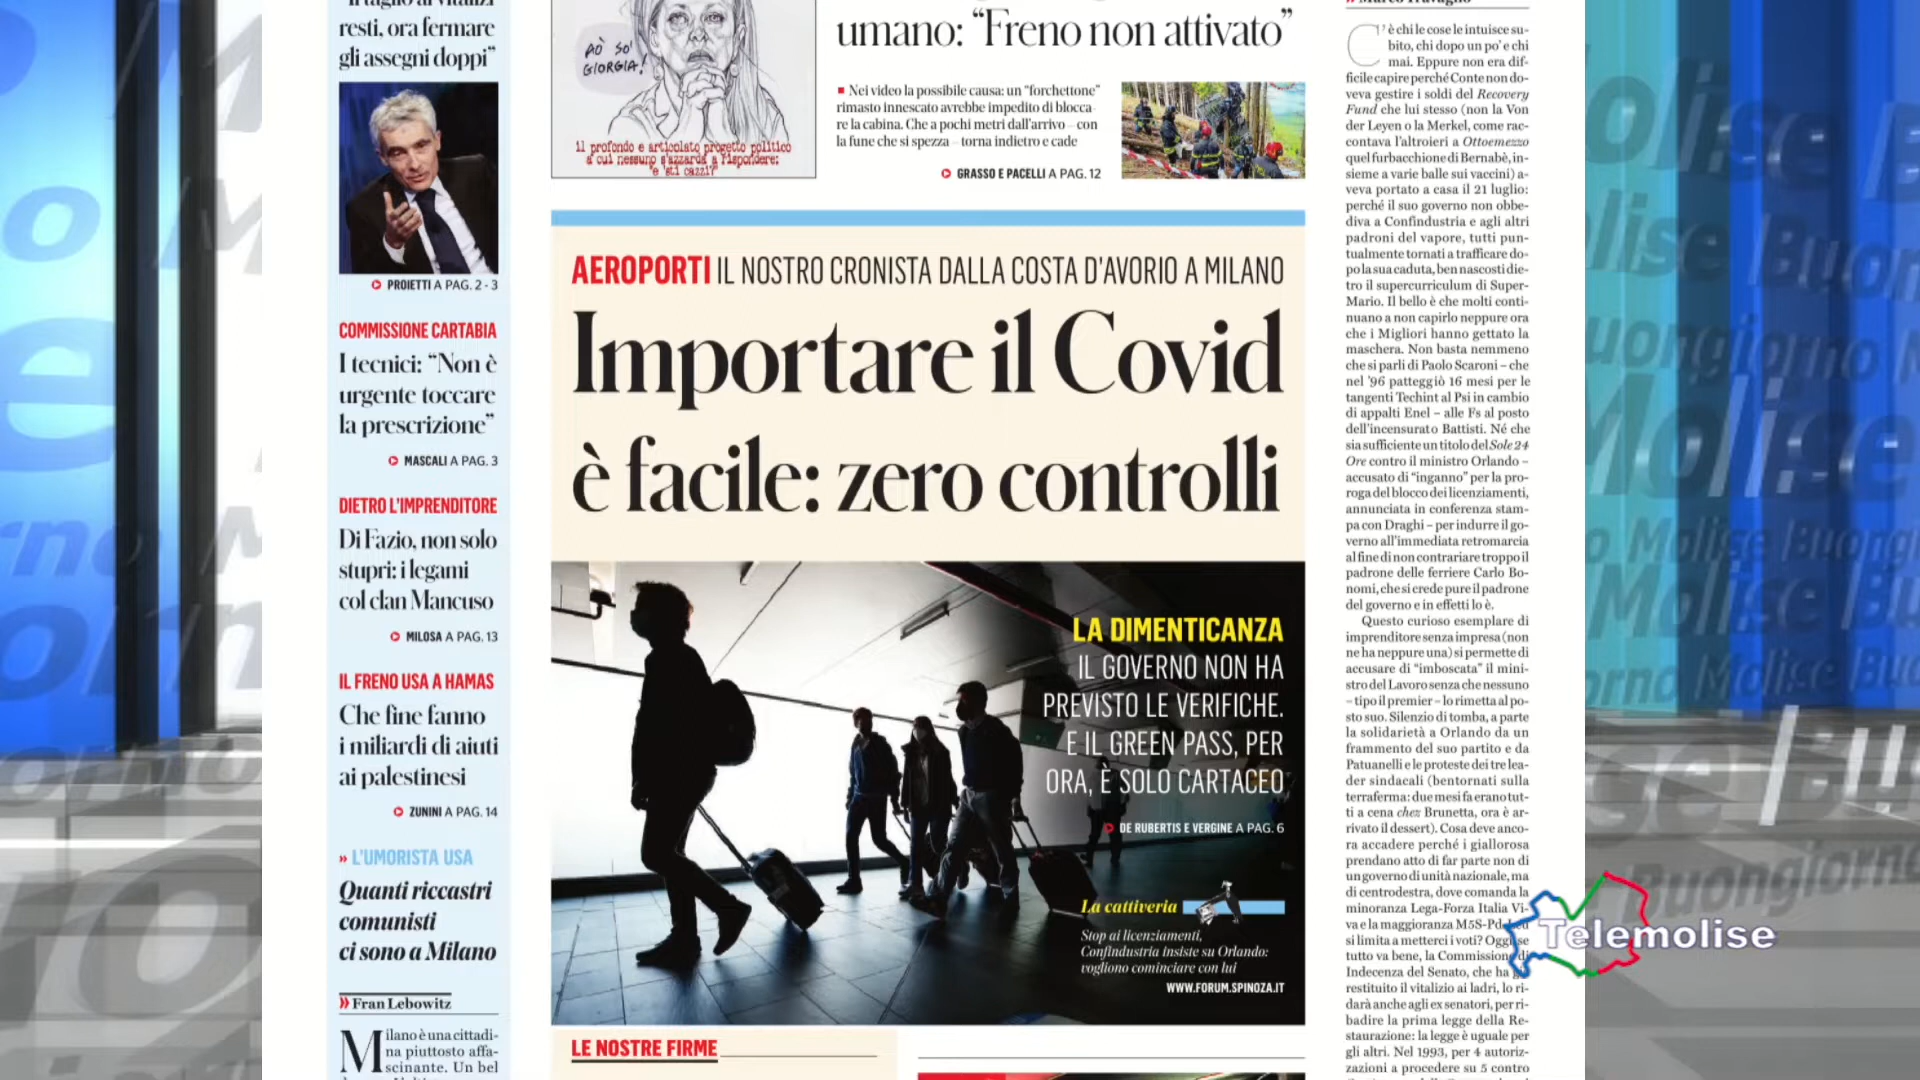 "Il taglio ai vitalizi
resti, ora fermare
gli assegni doppi"
PROIETTI A PAG. 2 - 3
COMMISSIONE CARTABIA
I tecnici: "Non è
urgente toccare
la prescrizione"
MASCALI A PAG. 3
DIETRO L'IMPRENDITORE
Di Fazio, non solo
stupri: i legami
col clan Mancuso
MILOSA A PAG. 13
IL FRENO USA A HAMAS
Che fine fanno
i miliardi di aiuti
ai palestinesi
ZUNINI A PAG. 14
» L'UMORISTA USA
Quanti riccastri
comunisti
ci sono a Milano
» Fran Lebowitz
Milano è una cittadi-
na piuttosto affa-
scinante. Un bel
AÒ SO'
GIORGIA!
il profondo e articolato progetto politico
a cui nessuno s'azzarda a rispondere:
"e 'sti cazzi?"
umano: "Freno non attivato"
Nei video la possibile causa: un "forchettone"
rimasto innescato avrebbe impedito di blocca-
re la cabina. Che a pochi metri dall'arrivo – con
la fune che si spezza – torna indietro e cade
GRASSO E PACELLI A PAG. 12
AEROPORTI IL NOSTRO CRONISTA DALLA COSTA D'AVORIO A MILANO
Importare il Covid
è facile: zero controlli
LA DIMENTICANZA
IL GOVERNO NON HA
PREVISTO LE VERIFICHE.
E IL GREEN PASS, PER
ORA, È SOLO CARTACEO
DE RUBERTIS E VERGINE A PAG. 6
La cattiveria
Stop ai licenziamenti,
Confindustria insiste su Orlando:
vogliono cominciare con lui
WWW.FORUM.SPINOZA.IT
LE NOSTRE FIRME
» Marco Travaglio
C'è chi le cose le intuisce su-
bito, chi dopo un po' e chi
mai. Eppure non era dif-
ficile capire perché Conte non do-
veva gestire i soldi del Recovery
Fund che lui stesso (non la Von
der Leyen o la Merkel, come rac-
contava l'altroieri a Ottoemezzo
quel furbacchione di Bernabè, in-
sieme a varie balle sui vaccini) a-
veva portato a casa il 21 luglio:
perché il suo governo non obbe-
diva a Confindustria e agli altri
padroni del vapore, tutti pun-
tualmente tornati a trafficare do-
po la sua caduta, ben nascosti die-
tro il supercurriculum di Super-
Mario. Il bello è che molti conti-
nuano a non capirlo neppure ora
che i Migliori hanno gettato la
maschera. Non basta nemmeno
che si parli di Paolo Scaroni – che
nel '96 patteggiò 16 mesi per le
tangenti Techint al Psi in cambio
di appalti Enel – alle Fs al posto
dell'incensurato Battisti. Né che
sia sufficiente un titolo del Sole 24
Ore contro il ministro Orlando –
accusato di "inganno" per la pro-
roga del blocco dei licenziamenti,
annunciata in conferenza stam-
pa con Draghi – per indurre il go-
verno all'immediata retromarcia
al fine di non contrariare troppo il
padrone delle ferriere Carlo Bo-
nomi, che si crede pure il padrone
del governo e in effetti lo è.
Questo curioso esemplare di
imprenditore senza impresa (non
ne ha neppure una) si permette di
accusare di "imboscata" il mini-
stro del Lavoro senza che nessuno
– tipo il premier – lo rimetta al po-
sto suo. Silenzio di tomba, a parte
la solidarietà a Orlando da un
frammento del suo partito e da
Patuanelli e le proteste dei tre lea-
der sindacali (bentornati sulla
terraferma: due mesi fa erano tut-
ti a cena chez Brunetta, ora è ar-
rivato il dessert). Cosa deve anco-
ra accadere perché i giallorosa
prendano atto di far parte non di
un governo di unità nazionale, ma
di centrodestra, dove comanda la
minoranza Lega-Forza Italia Vi-
va e la maggioranza M5S-Pd-Leu
si limita a metterci i voti? Oggi, se
tutto va bene, la Commissione di
Indecenza del Senato, che ha già
restituito il vitalizio ai ladri, lo ri-
darà anche agli ex senatori, per ri-
badire la prima legge della Re-
staurazione: la legge è uguale per
gli altri. Nel 1993, per 4 autoriz-
zazioni a procedere su 5 contro
Telemolise